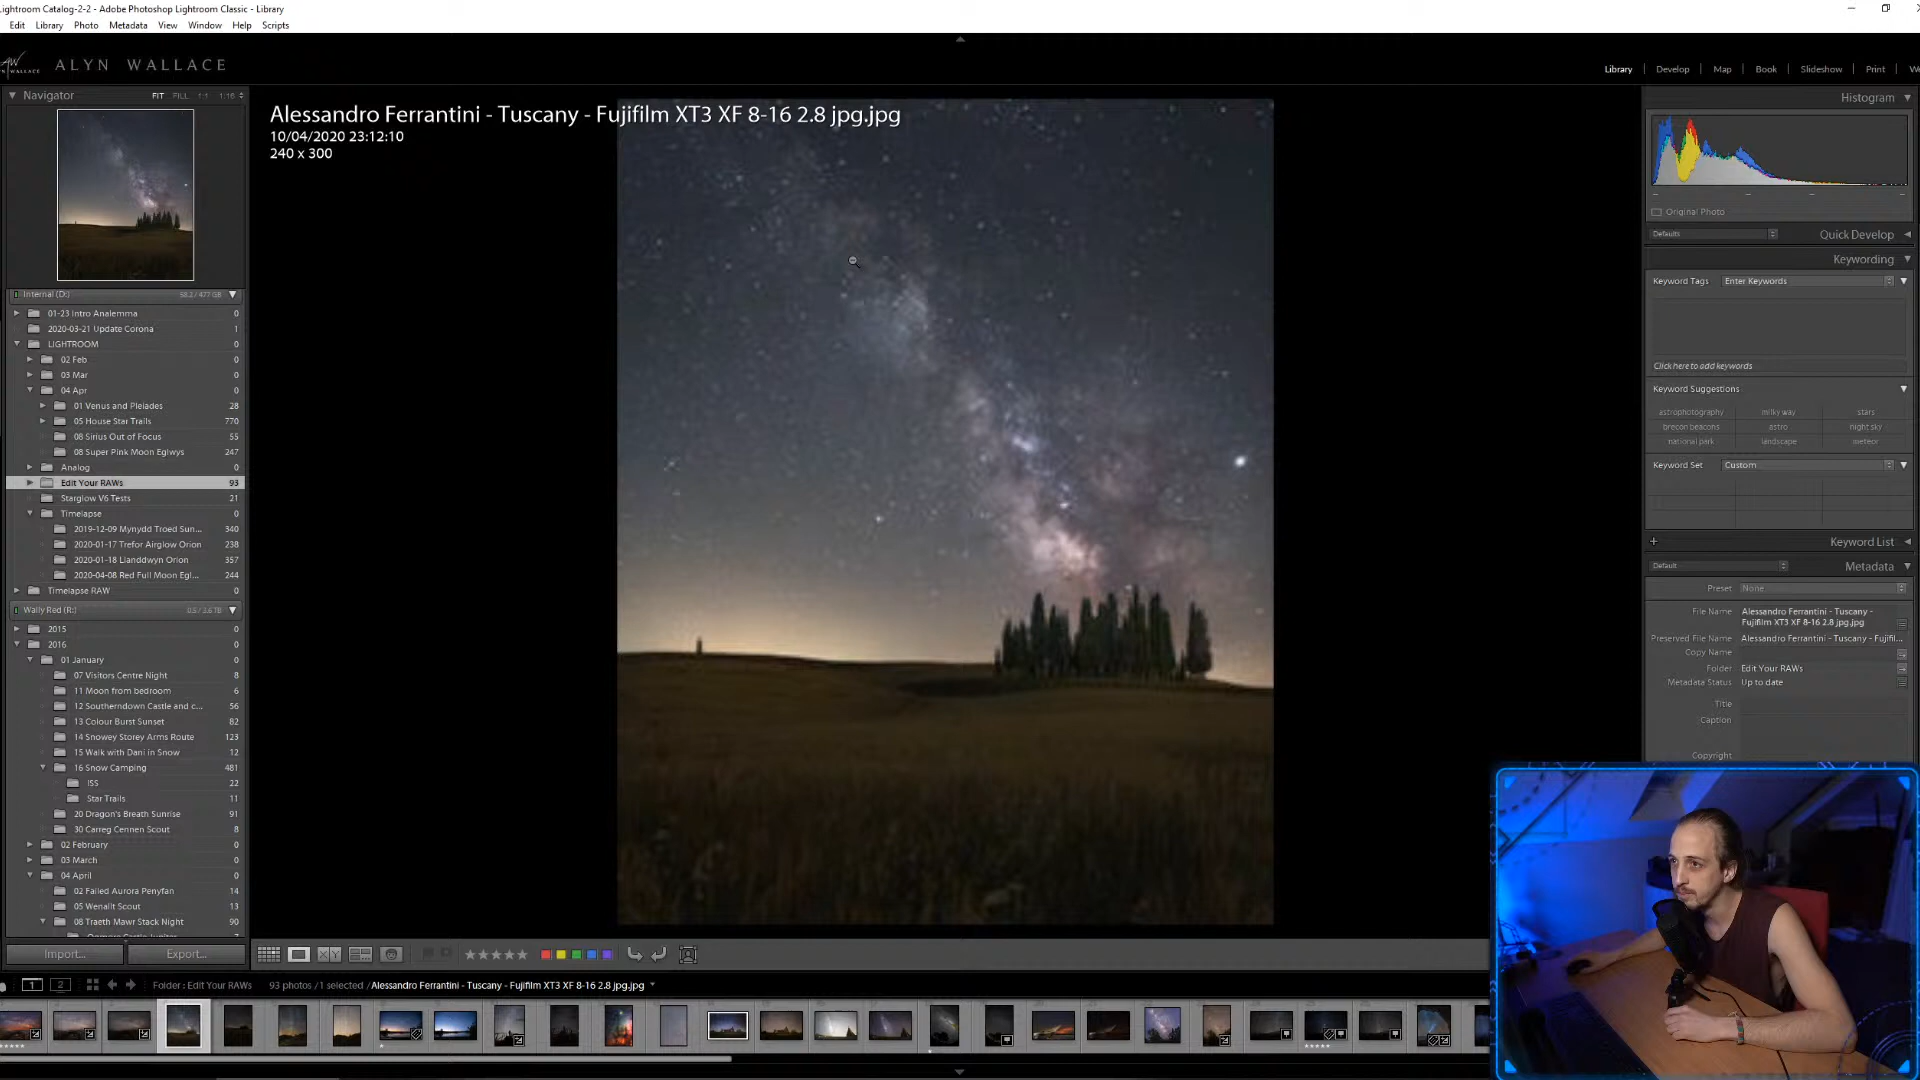 Lightroom Catalog-2-2 - Adobe Photoshop Lightroom Classic - Library
Edit Library Photo Metadata View Window Help Scripts
ALYN WALLACE
Library Develop Map Book Slideshow Print
Navigator FIT FILL 1:1 1:16
Histogram
Alessandro Ferrantini - Tuscany - Fujifilm XT3 XF 8-16 2.8 jpg.jpg
10/04/2020 23:12:10
240 x 300
Original Photo
Defaults Quick Develop
Keywording
Keyword Tags Enter Keywords
Click here to add keywords
Keyword Suggestions
astrophotography milky way stars
brecon beacons astro night sky
national park landscape meteor
Keyword Set Custom
Keyword List
Default Metadata
Preset None
File Name Alessandro Ferrantini - Tuscany -
Fujifilm XT3 XF 8-16 2.8 jpg.jpg
Preserved File Name Alessandro Ferrantini - Tuscany - Fujifil...
Copy Name
Folder Edit Your RAWs
Metadata Status Up to date
Title
Caption
Copyright
Internal (D:)
01-23 Intro Analemma 0
2020-03-21 Update Corona 1
LIGHTROOM 0
02 Feb 0
03 Mar 0
04 Apr 0
01 Venus and Pleiades 28
05 House Star Trails 770
08 Sirius Out of Focus 55
08 Super Pink Moon Eglwys 247
Analog 0
Edit Your RAWs 93
Starglow V6 Tests 21
Timelapse 0
2019-12-09 Mynydd Troed Sun... 340
2020-01-17 Trefor Airglow Orion 238
2020-01-18 Llanddwyn Orion 357
2020-04-08 Red Full Moon Egl... 244
Timelapse RAW 0
Wally Red (R:)
2015 0
2016 0
01 January 0
07 Visitors Centre Night 8
11 Moon from bedroom 6
12 Southerndown Castle and c... 56
13 Colour Burst Sunset 82
14 Snowey Storey Arms Route 123
15 Walk with Dani in Snow 12
16 Snow Camping 481
ISS 22
Star Trails 11
20 Dragon's Breath Sunrise 91
30 Carreg Cennen Scout 8
02 February 0
03 March 0
04 April 0
02 Failed Aurora Penyfan 14
05 Wenallt Scout 13
08 Traeth Mawr Stack Night 90
Import... Export...
1 2 Folder : Edit Your RAWs 93 photos / 1 selected / Alessandro Ferrantini - Tuscany - Fujifilm XT3 XF 8-16 2.8 jpg.jpg